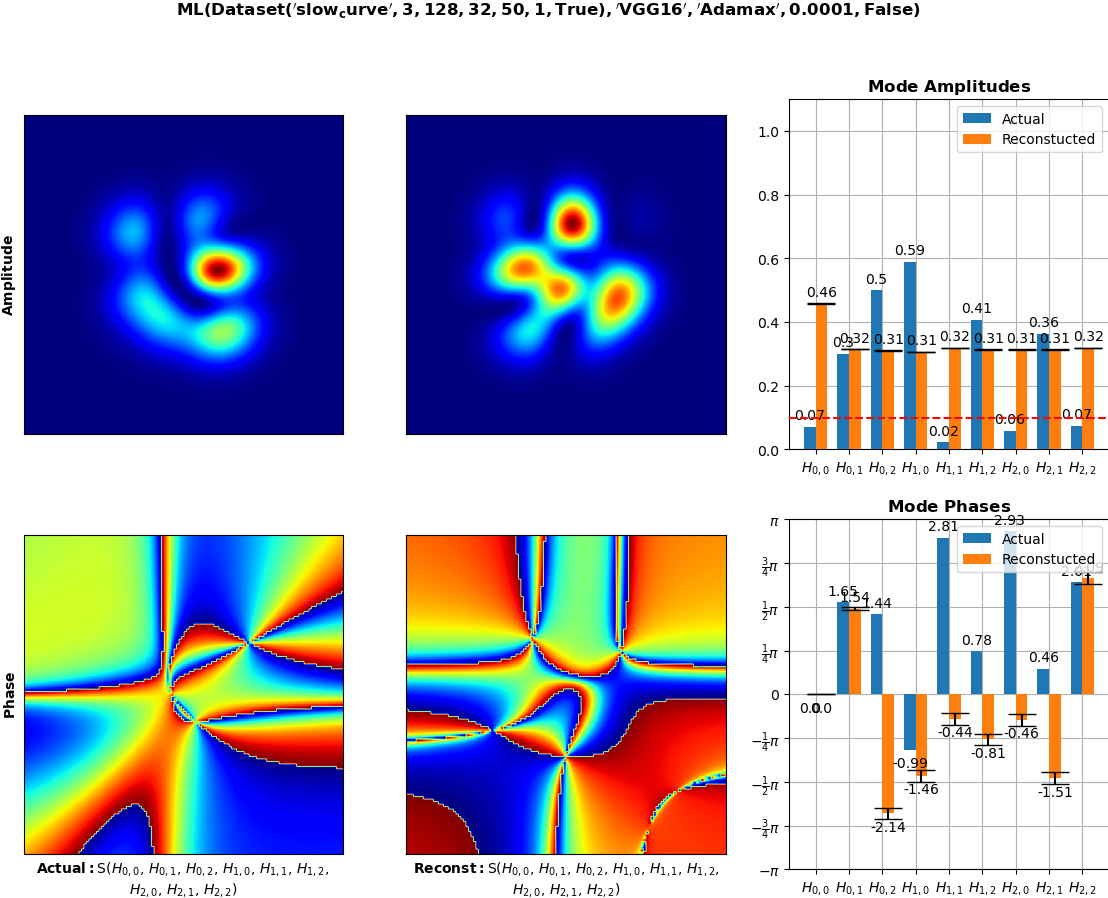 ML(Dataset('slow_curve', 3, 128, 32, 50, 1, True), 'VGG16', 'Adamax', 0.0001, False)
Amplitude
Mode Amplitudes
Actual
Reconstucted
1.0
0.8
0.6
0.4
0.2
0.0
0.07 0.3 0.5 0.59 0.02 0.41 0.06 0.36 0.07
0.46 0.32 0.31 0.31 0.32 0.31 0.31 0.31 0.32
H0,0 H0,1 H0,2 H1,0 H1,1 H1,2 H2,0 H2,1 H2,2
Phase
Actual: S(H0,0, H0,1, H0,2, H1,0, H1,1, H1,2,
H2,0, H2,1, H2,2)
Reconst: S(H0,0, H0,1, H0,2, H1,0, H1,1, H1,2,
H2,0, H2,1, H2,2)
Mode Phases
Actual
Reconstucted
π
3/4π
1/2π
1/4π
0
−1/4π
−1/2π
−3/4π
−π
0.0 1.65 1.44 -0.99 2.81 0.78 2.93 0.46 2.01
0.0 1.54 -2.14 -1.46 -0.44 -0.81 -0.46 -1.51
H0,0 H0,1 H0,2 H1,0 H1,1 H1,2 H2,0 H2,1 H2,2